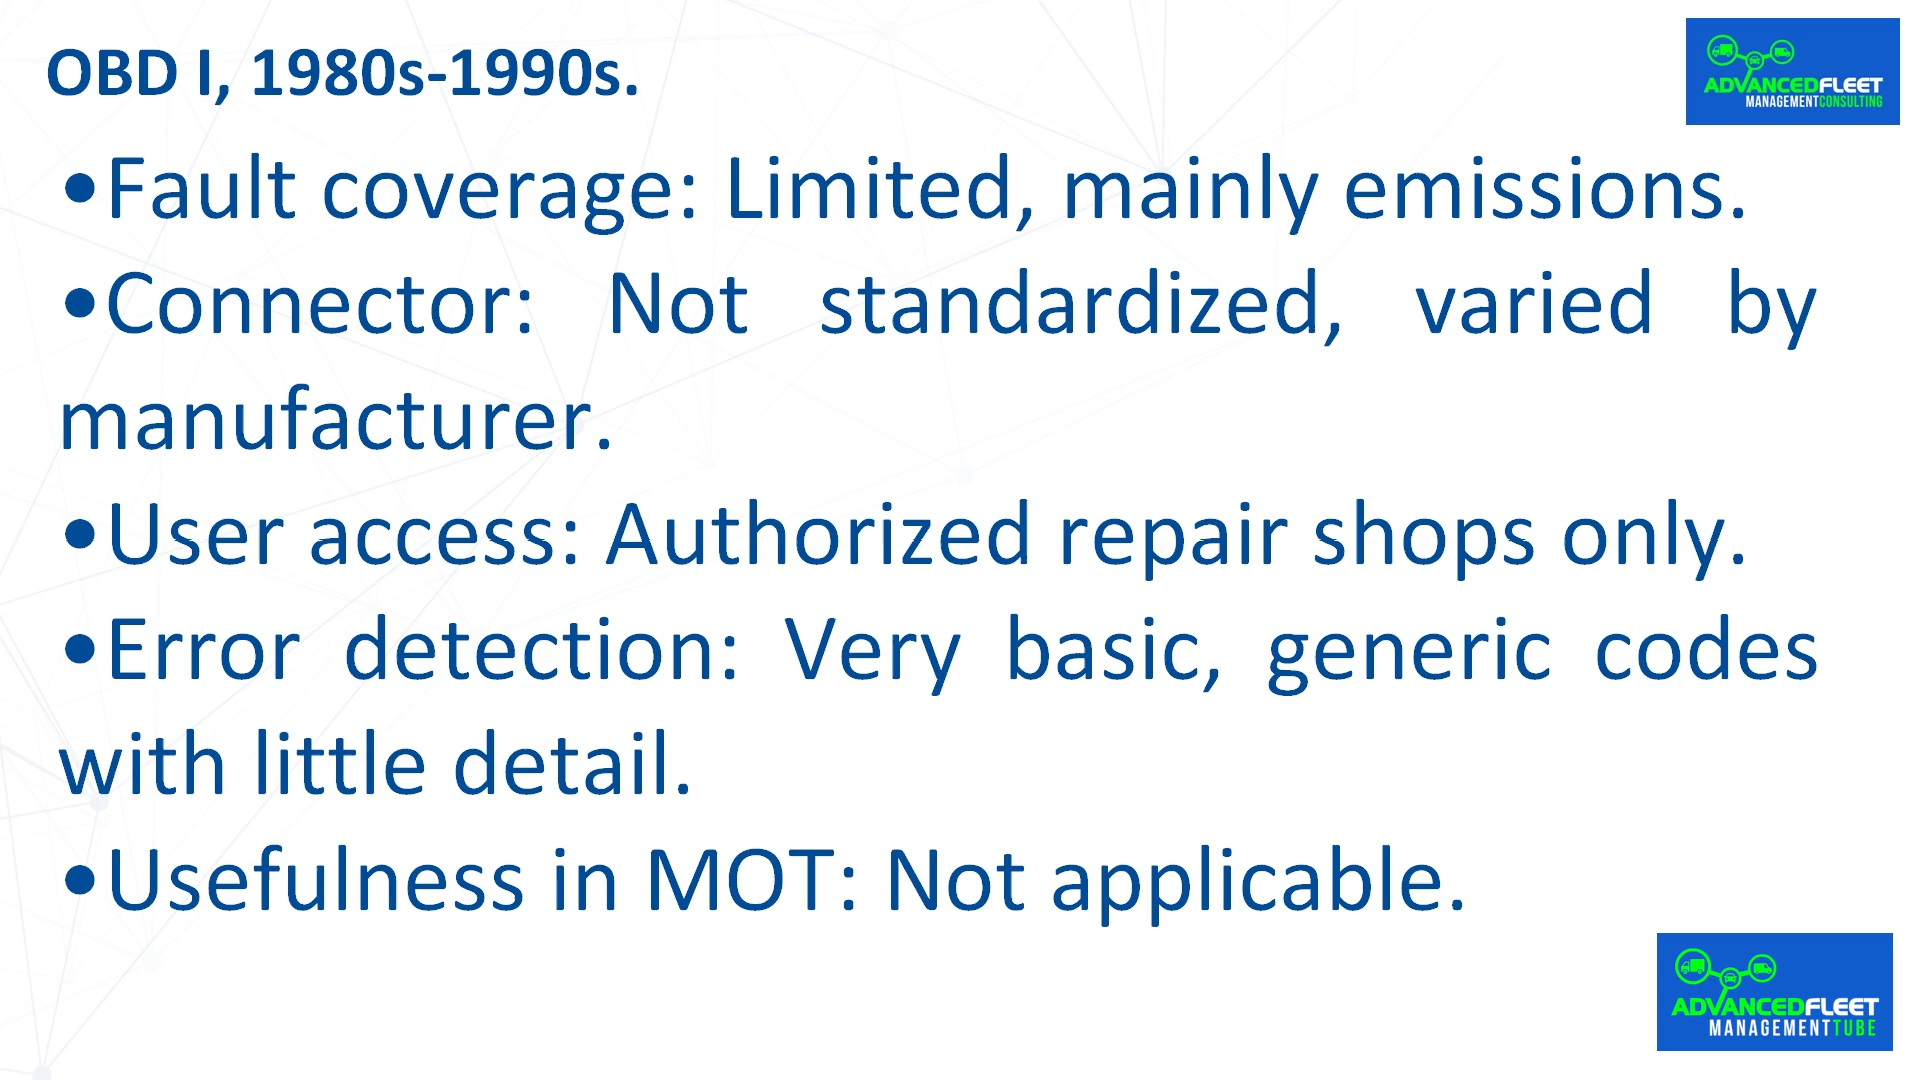 OBD I, 1980s-1990s.
ADVANCEDFLEET
MANAGEMENTCONSULTING
•Fault coverage: Limited, mainly emissions.
•Connector: Not standardized, varied by
manufacturer.
•User access: Authorized repair shops only.
•Error detection: Very basic, generic codes
with little detail.
•Usefulness in MOT: Not applicable.
ADVANCEDFLEET
MANAGEMENTTUBE